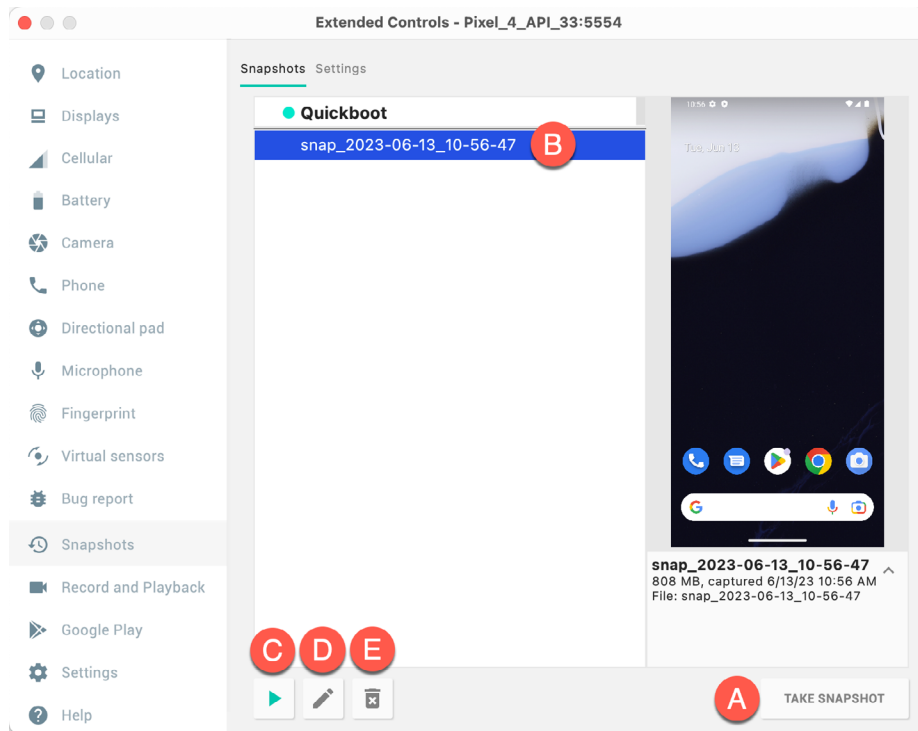 Extended Controls - Pixel_4_API_33:5554
Location
Displays
Cellular
Battery
Camera
Phone
Directional pad
Microphone
Fingerprint
Virtual sensors
Bug report
Snapshots
Record and Playback
Google Play
Settings
Help
Snapshots Settings
Quickboot
snap_2023-06-13_10-56-47 B
10:56
Tue, Jun 13
G
snap_2023-06-13_10-56-47
808 MB, captured 6/13/23 10:56 AM
File: snap_2023-06-13_10-56-47
C D E
A TAKE SNAPSHOT